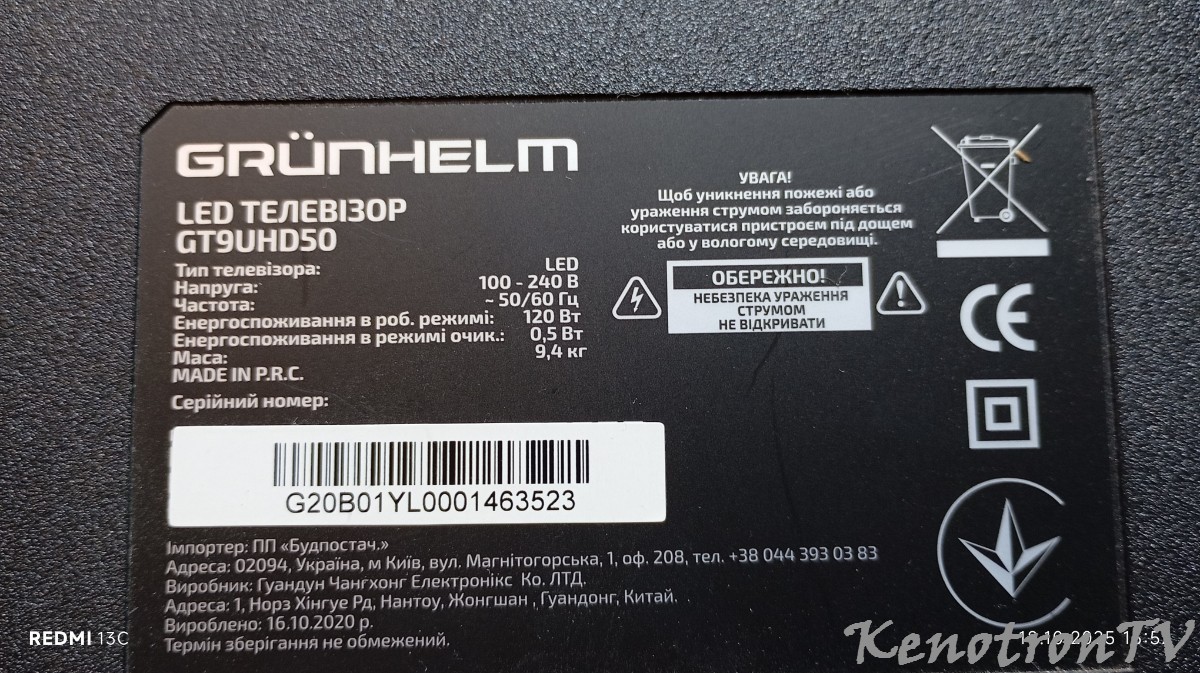 GRÜNHELM
LED ТЕЛЕВІЗОР
GT9UHD50
Тип телевізора: LED
Напруга: 100 - 240 В
Частота: ~ 50/60 Гц
Енергоспоживання в роб. режимі: 120 Вт
Енергоспоживання в режимі очик.: 0,5 Вт
Маса: 9,4 кг
MADE IN P.R.C.
Серійний номер:
G20B01YL0001463523
УВАГА!
Щоб уникнення пожежі або
ураження струмом забороняється
користуватися пристроєм під дощем
або у вологому середовищі.
ОБЕРЕЖНО!
НЕБЕЗПЕКА УРАЖЕННЯ
СТРУМОМ
НЕ ВІДКРИВАТИ
CE
Імпортер: ПП «Будпостач.»
Адреса: 02094, Україна, м Київ, вул. Магнітогорська, 1, оф. 208, тел. +38 044 393 03 83
Виробник: Гуандун Чангхонг Електронікс Ко. ЛТД.
Адреса: 1, Норз Хінгуе Рд, Нантоу, Жонгшан , Гуандонг, Китай.
Вироблено: 16.10.2020 р.
Термін зберігання не обмежений.
REDMI 13C
KenotronTV